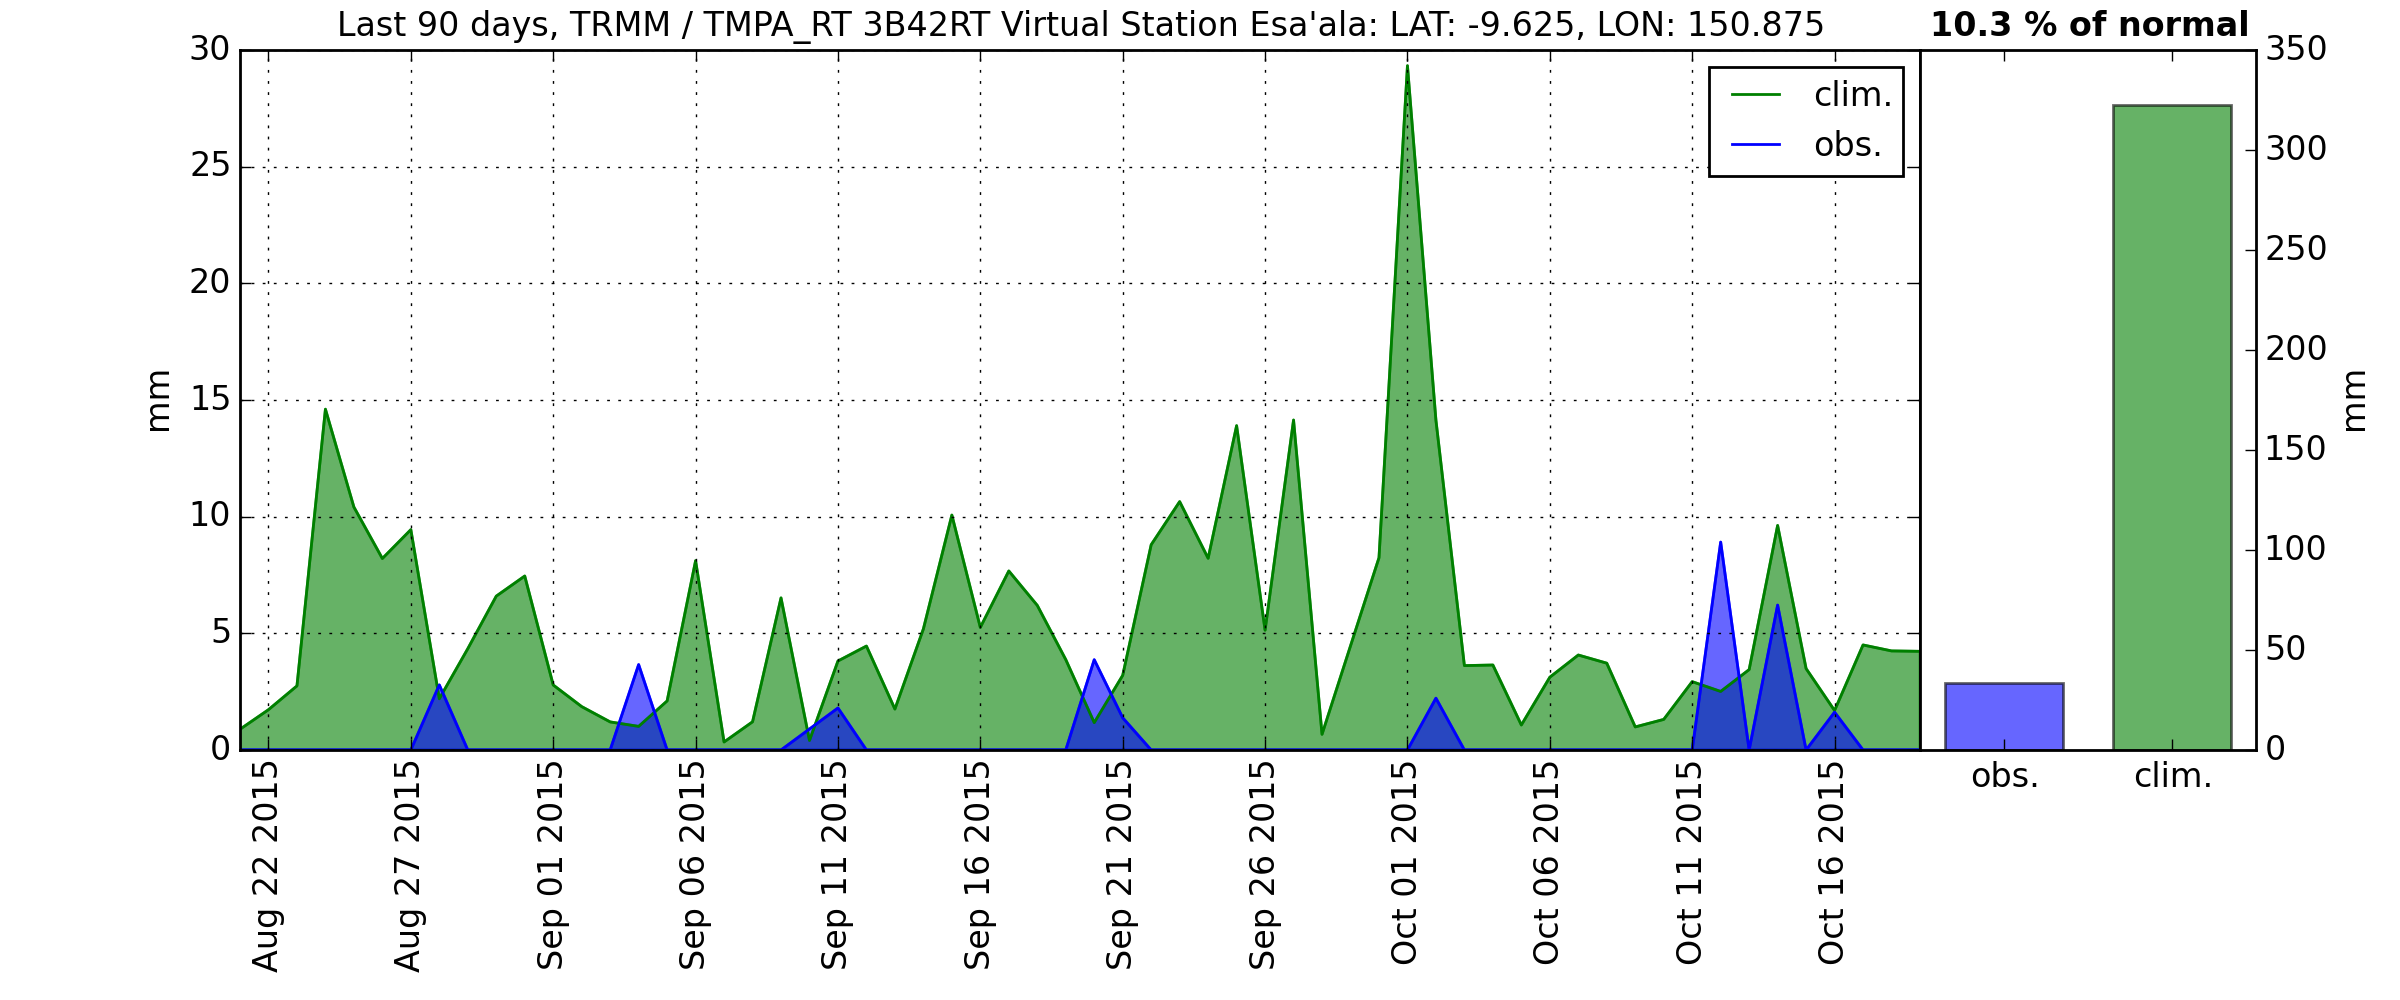 Last 90 days, TRMM / TMPA_RT 3B42RT Virtual Station Esa'ala: LAT: -9.625, LON: 150.875
10.3 % of normal
30
25
20
15
10
5
0
mm
clim.
obs.
350
300
250
200
150
100
50
0
mm
Aug 22 2015
Aug 27 2015
Sep 01 2015
Sep 06 2015
Sep 11 2015
Sep 16 2015
Sep 21 2015
Sep 26 2015
Oct 01 2015
Oct 06 2015
Oct 11 2015
Oct 16 2015
obs.
clim.